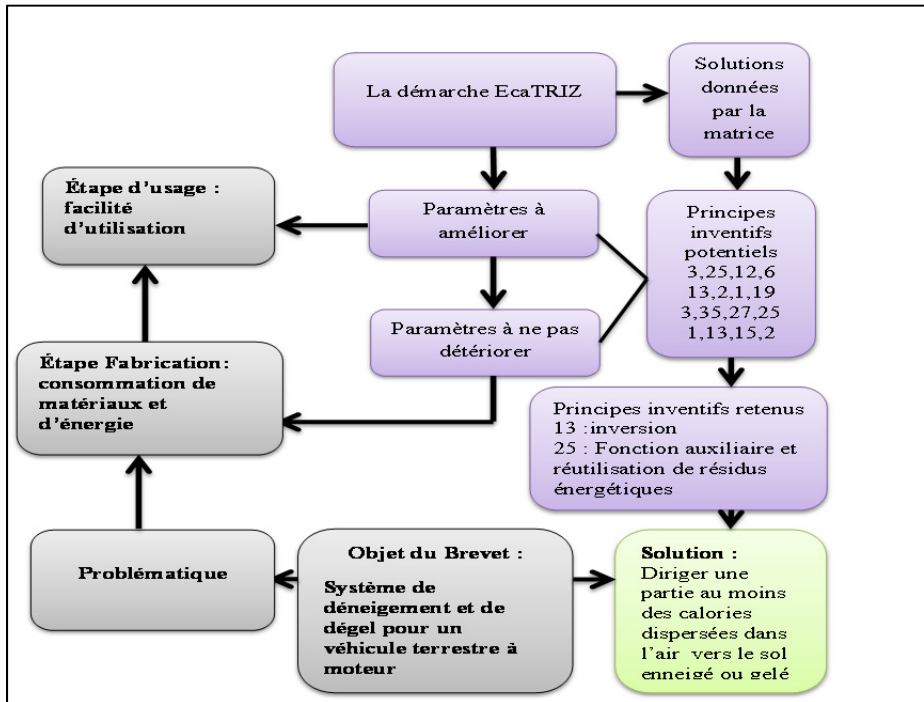 La démarche EcaTRIZ
Solutions
données
par la
matrice
Étape d'usage :
facilité
d'utilisation
Paramètres à
améliorer
Principes
inventifs
potentiels
3,25,12,6
13,2,1,19
3,35,27,25
1,13,15,2
Paramètres à ne pas
détériorer
Étape Fabrication:
consommation de
matériaux et
d'énergie
Principes inventifs retenus
13 :inversion
25 : Fonction auxiliaire et
réutilisation de résidus
énergétiques
Problématique
Objet du Brevet :
Système de
déneigement et de
dégel pour un
véhicule terrestre à
moteur
Solution :
Diriger une
partie au moins
des calories
dispersées dans
l'air vers le sol
enneigé ou gelé